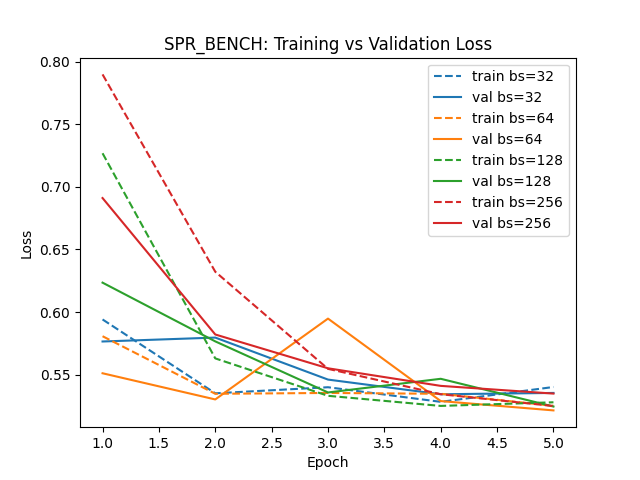 SPR_BENCH: Training vs Validation Loss
0.80
0.75
0.70
0.65
0.60
0.55
Loss
train bs=32
val bs=32
train bs=64
val bs=64
train bs=128
val bs=128
train bs=256
val bs=256
1.0 1.5 2.0 2.5 3.0 3.5 4.0 4.5 5.0
Epoch